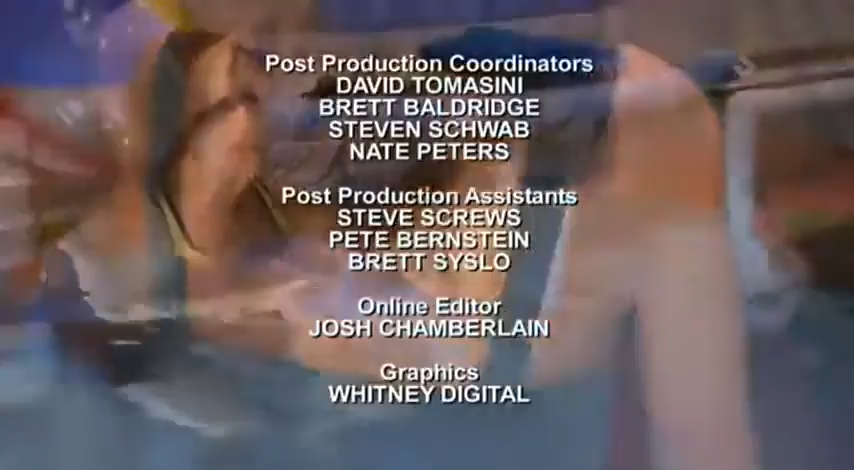 Post Production Coordinators
DAVID TOMASINI
BRETT BALDRIDGE
STEVEN SCHWAB
NATE PETERS
Post Production Assistants
STEVE SCREWS
PETE BERNSTEIN
BRETT SYSLO
Online Editor
JOSH CHAMBERLAIN
Graphics
WHITNEY DIGITAL